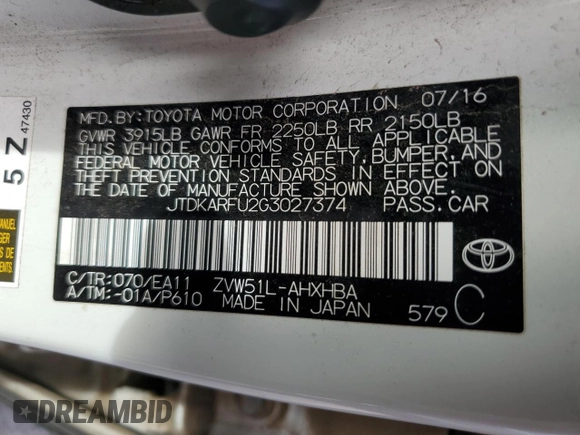 MFD. BY: TOYOTA MOTOR CORPORATION 07/16
GVWR 3915LB GAWR FR 2250LB RR 2150LB
THIS VEHICLE CONFORMS TO ALL APPLICABLE
FEDERAL MOTOR VEHICLE SAFETY, BUMPER, AND
THEFT PREVENTION STANDARDS IN EFFECT ON
THE DATE OF MANUFACTURE SHOWN ABOVE.
JTDKARFU2G3027374 PASS.CAR
C/TR:070/EA11 ZVW51L-AHXHBA
A/TM:-01A/P610 MADE IN JAPAN 579 C
TOYOTA
5 Z 47430
DREAMBID